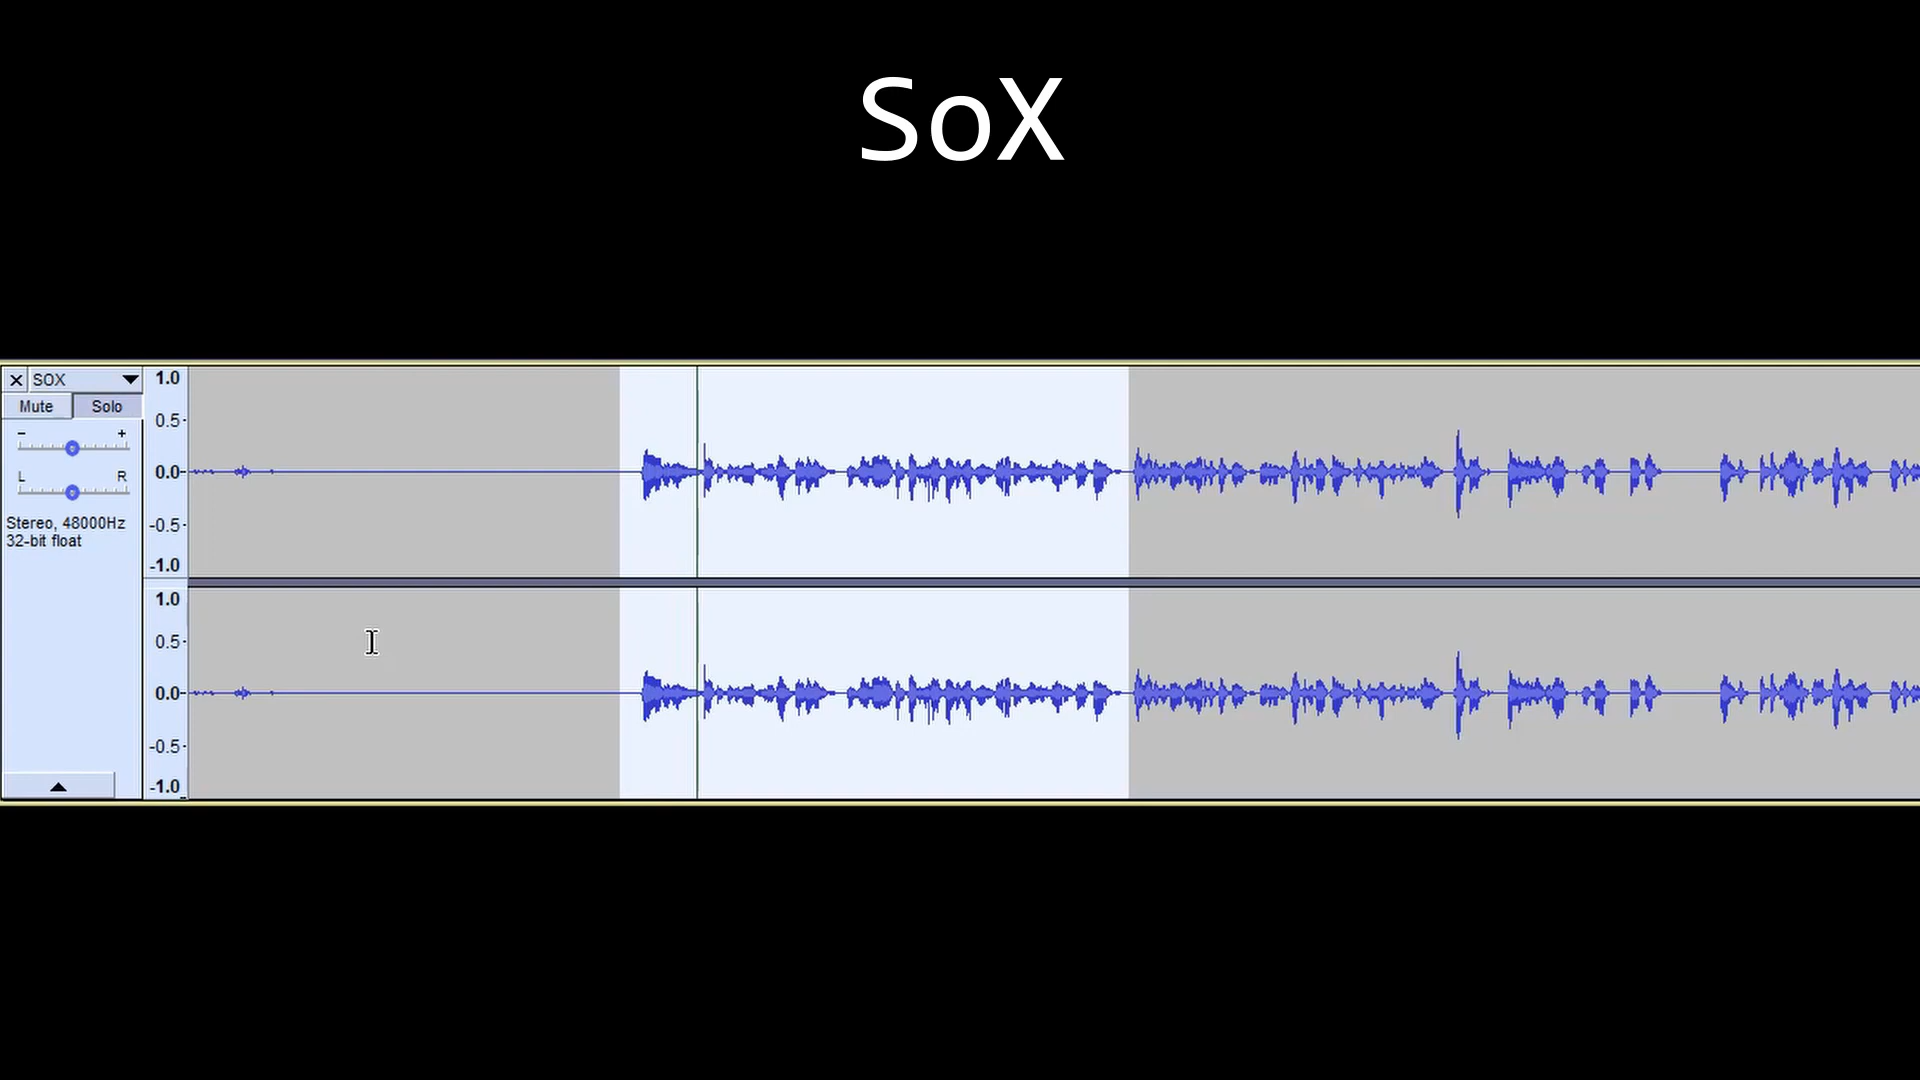 SoX
SOX
Mute Solo
- +
L R
Stereo, 48000Hz
32-bit float
1.0
0.5-
0.0-
-0.5-
-1.0
1.0
0.5-
0.0-
-0.5-
-1.0